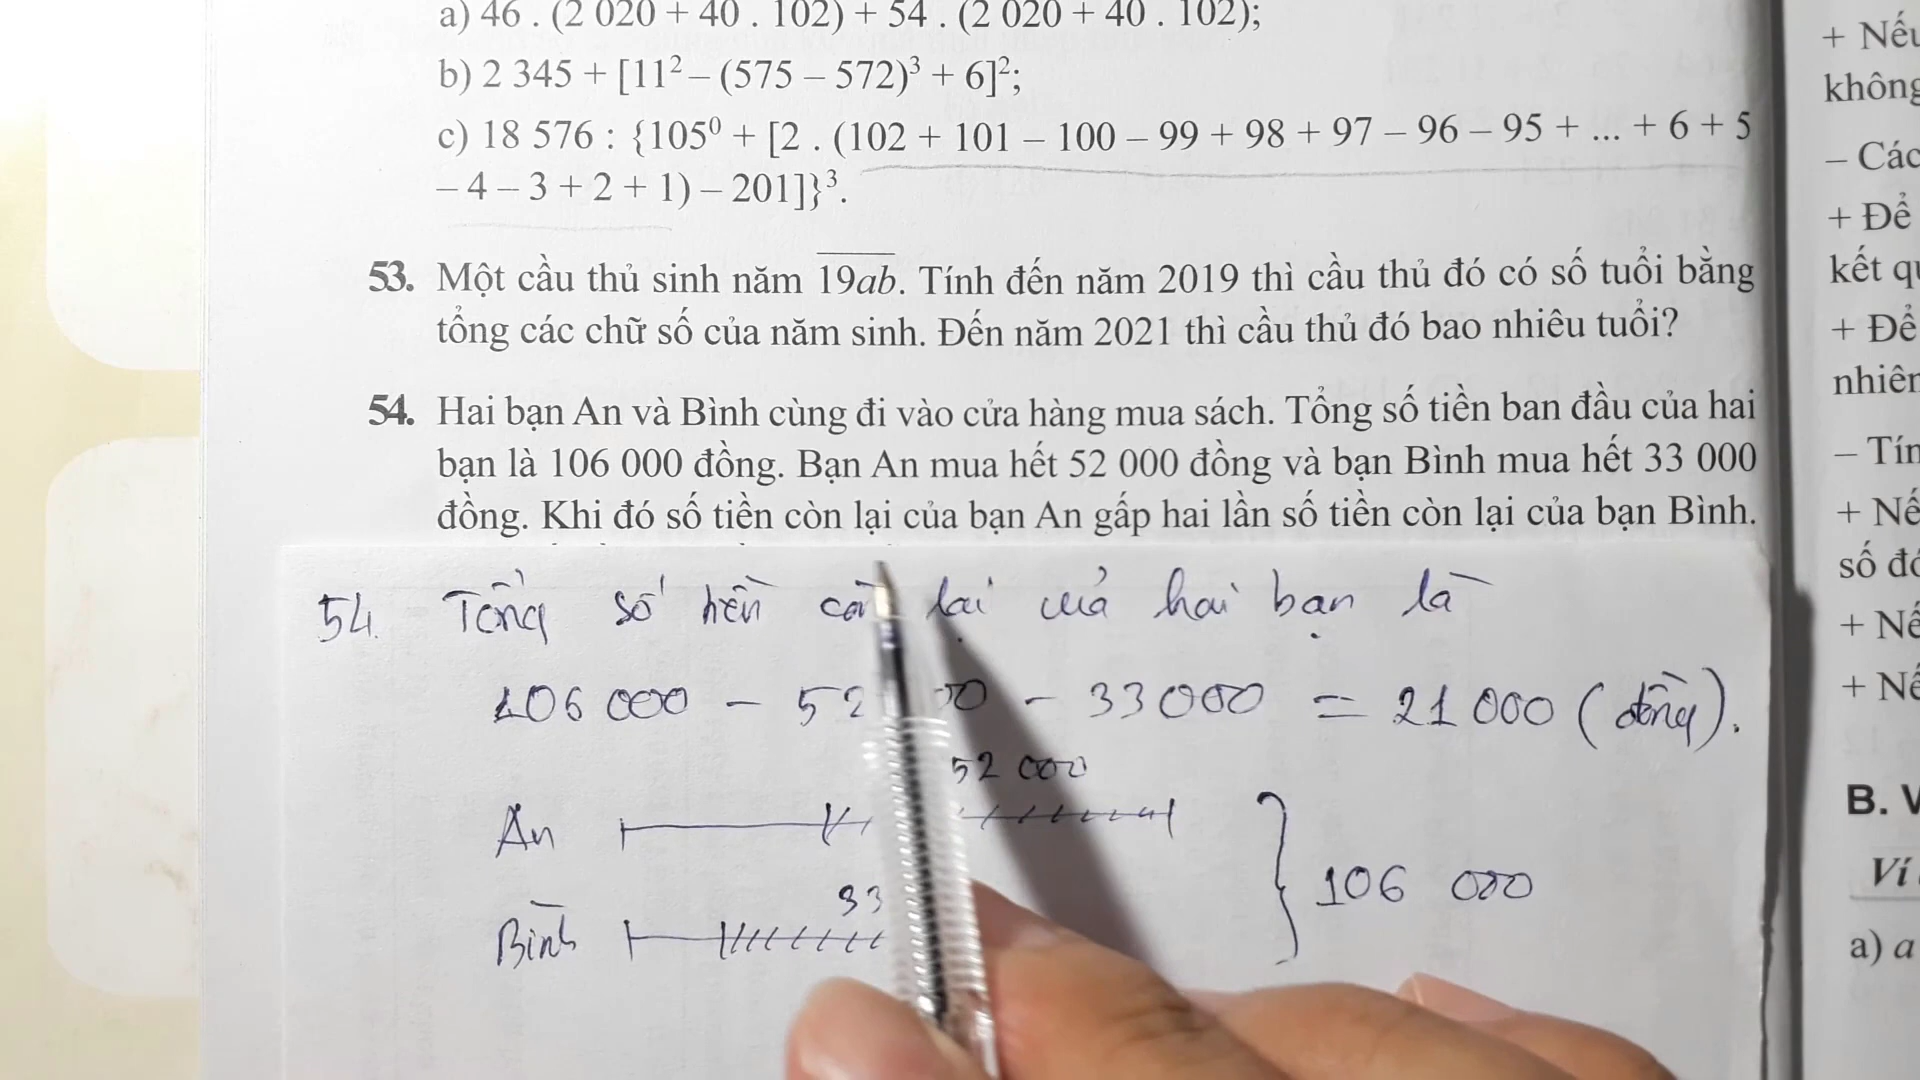 a) 46 . (2 020 + 40 . 102) + 54 . (2 020 + 40 . 102);
b) 2 345 + [11² – (575 – 572)³ + 6]²;
c) 18 576 : {105⁰ + [2 . (102 + 101 – 100 – 99 + 98 + 97 – 96 – 95 + ... + 6 + 5
– 4 – 3 + 2 + 1) – 201]}³.
53. Một cầu thủ sinh năm 19ab. Tính đến năm 2019 thì cầu thủ đó có số tuổi bằng
tổng các chữ số của năm sinh. Đến năm 2021 thì cầu thủ đó bao nhiêu tuổi?
54. Hai bạn An và Bình cùng đi vào cửa hàng mua sách. Tổng số tiền ban đầu của hai
bạn là 106 000 đồng. Bạn An mua hết 52 000 đồng và bạn Bình mua hết 33 000
đồng. Khi đó số tiền còn lại của bạn An gấp hai lần số tiền còn lại của bạn Bình.
54. Tổng số tiền còn lại của hai bạn là
106 000 – 52 00 – 33 000 = 21 000 (đồng).
52 000
An
106 000
33
Bình
+ Nếu
không
– Các
+ Để
kết
+ Để
nhiên
– Tín
+ Nế
số đó
+ Nế
+ Nế
B.
Ví
a) a